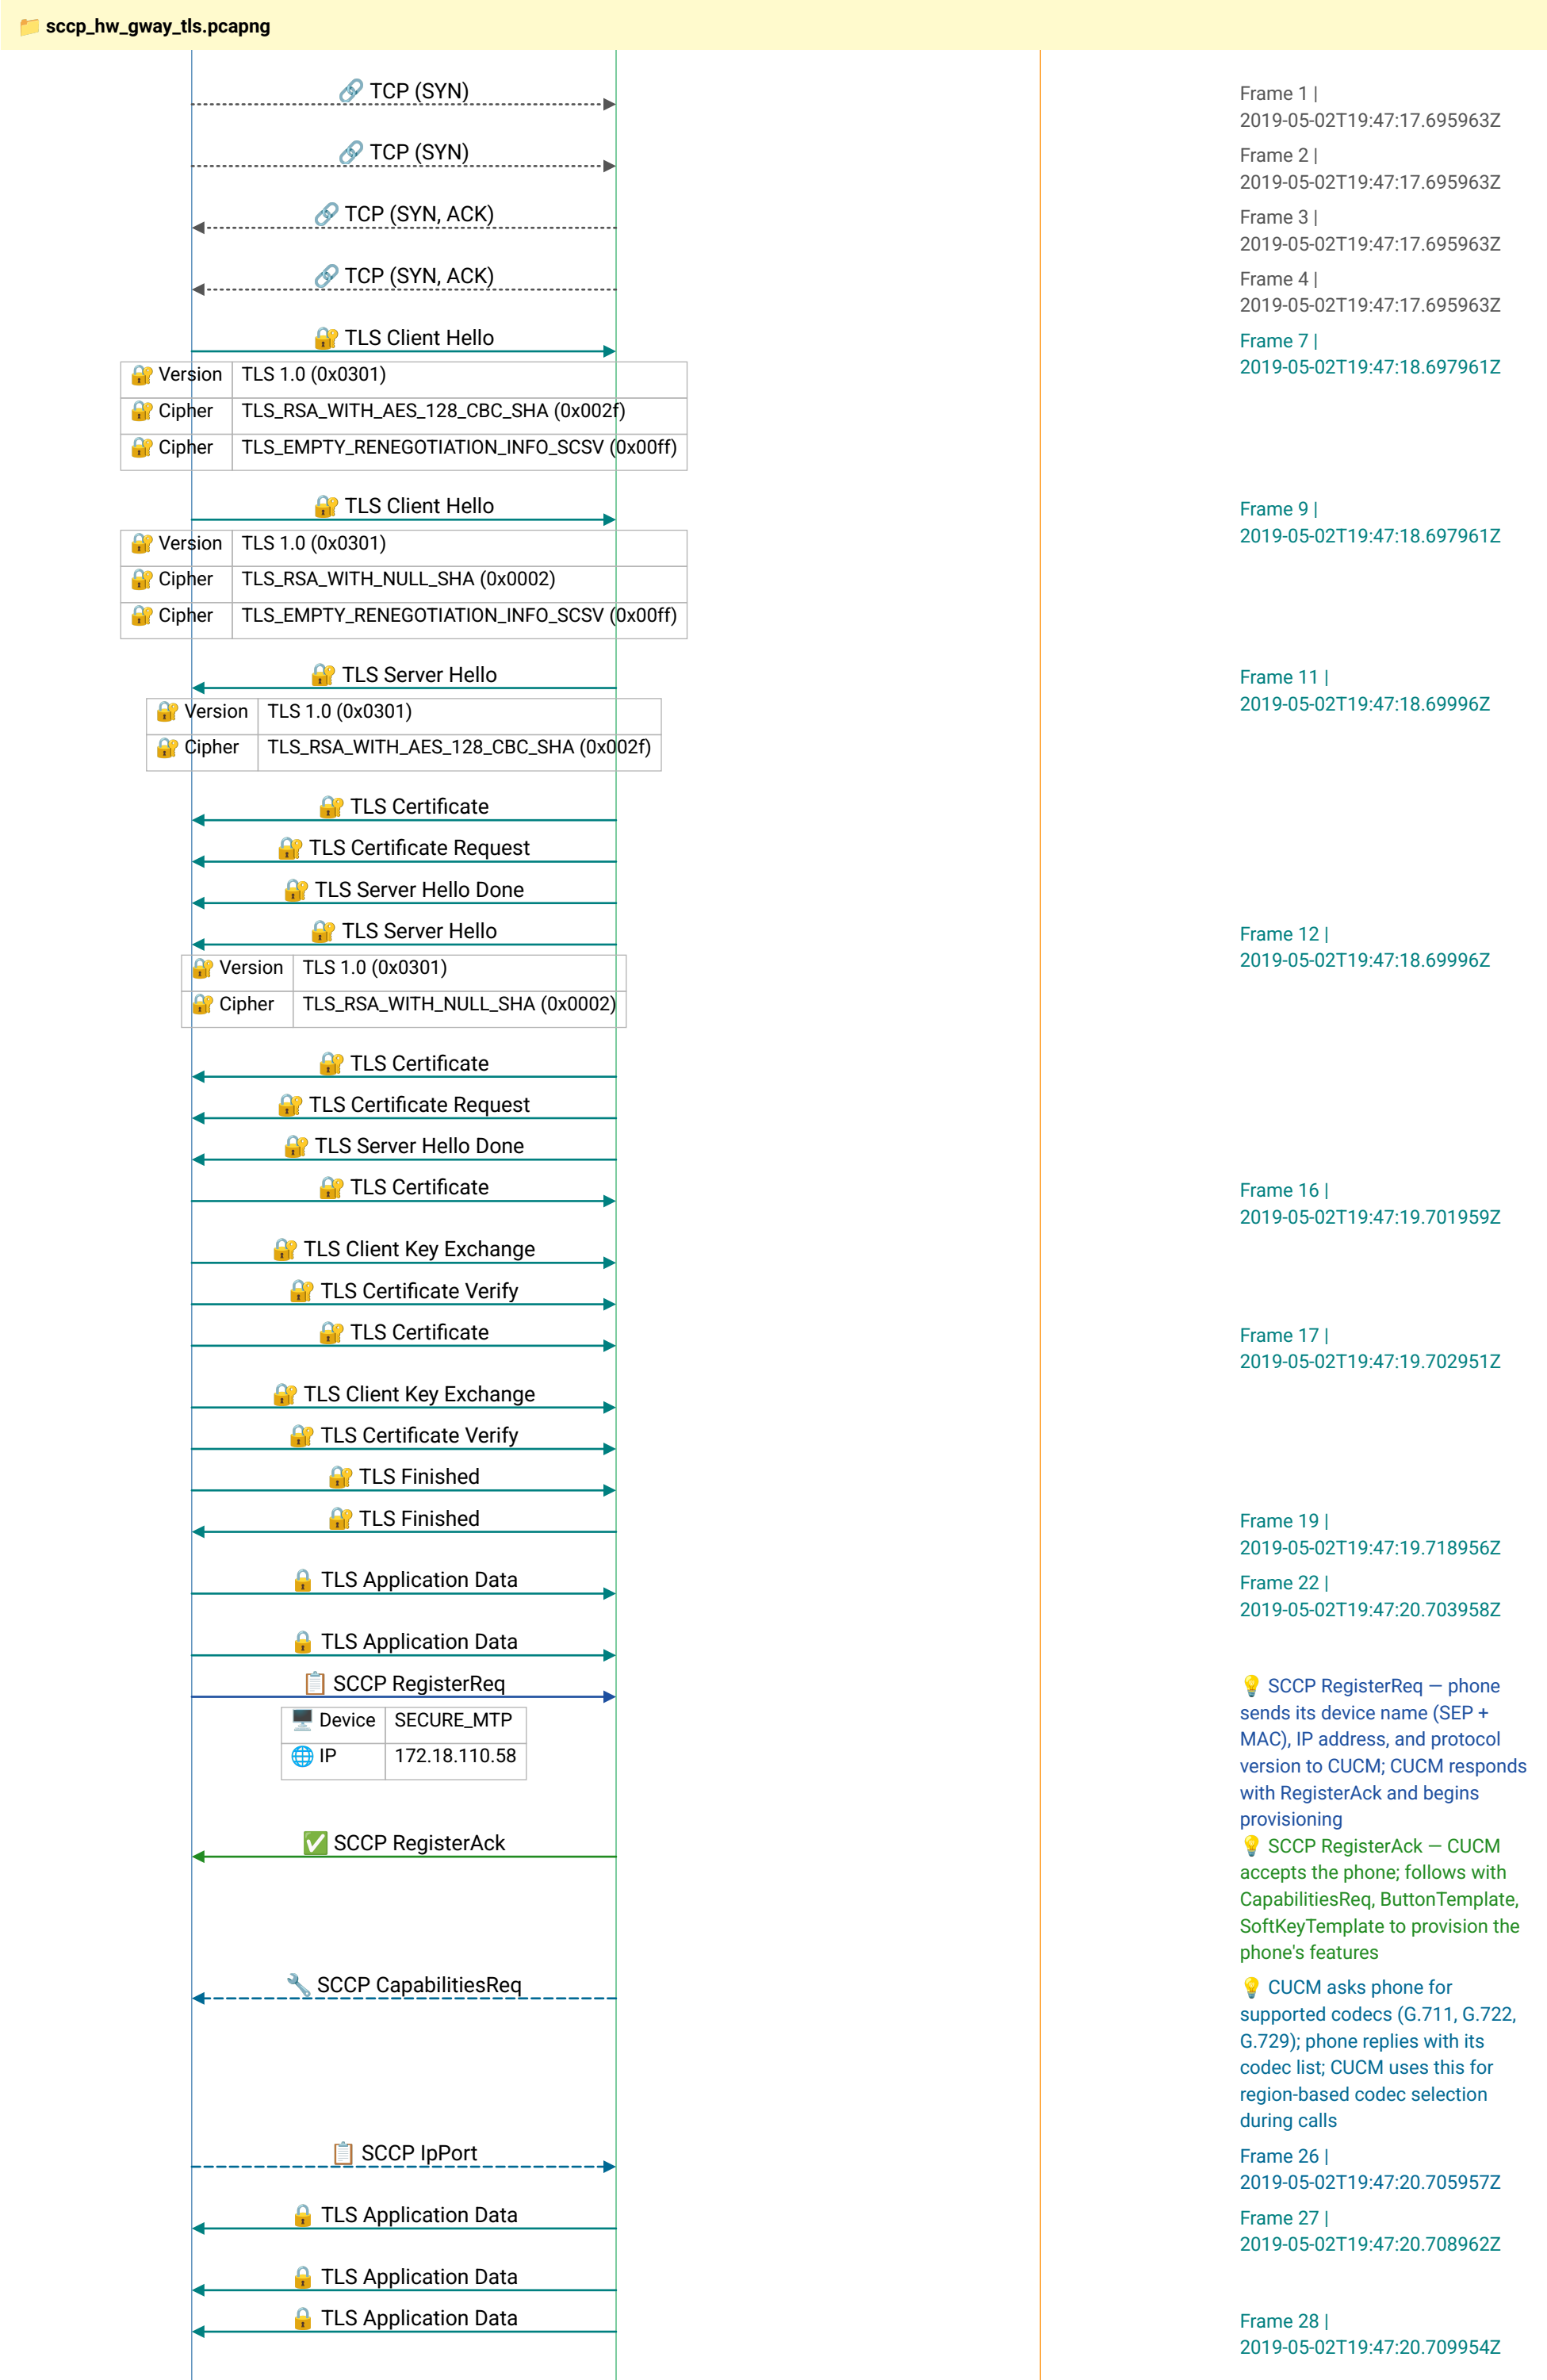 sccp_hw_gway_tls.pcapng
TCP (SYN)
Frame 1 |
2019-05-02T19:47:17.695963Z
TCP (SYN)
Frame 2 |
2019-05-02T19:47:17.695963Z
TCP (SYN, ACK)
Frame 3 |
2019-05-02T19:47:17.695963Z
TCP (SYN, ACK)
Frame 4 |
2019-05-02T19:47:17.695963Z
TLS Client Hello
Frame 7 |
2019-05-02T19:47:18.697961Z
Version TLS 1.0 (0x0301)
Cipher TLS_RSA_WITH_AES_128_CBC_SHA (0x002f)
Cipher TLS_EMPTY_RENEGOTIATION_INFO_SCSV (0x00ff)
TLS Client Hello
Frame 9 |
2019-05-02T19:47:18.697961Z
Version TLS 1.0 (0x0301)
Cipher TLS_RSA_WITH_NULL_SHA (0x0002)
Cipher TLS_EMPTY_RENEGOTIATION_INFO_SCSV (0x00ff)
TLS Server Hello
Frame 11 |
2019-05-02T19:47:18.69996Z
Version TLS 1.0 (0x0301)
Cipher TLS_RSA_WITH_AES_128_CBC_SHA (0x002f)
TLS Certificate
TLS Certificate Request
TLS Server Hello Done
TLS Server Hello
Frame 12 |
2019-05-02T19:47:18.69996Z
Version TLS 1.0 (0x0301)
Cipher TLS_RSA_WITH_NULL_SHA (0x0002)
TLS Certificate
TLS Certificate Request
TLS Server Hello Done
TLS Certificate
Frame 16 |
2019-05-02T19:47:19.701959Z
TLS Client Key Exchange
TLS Certificate Verify
TLS Certificate
Frame 17 |
2019-05-02T19:47:19.702951Z
TLS Client Key Exchange
TLS Certificate Verify
TLS Finished
TLS Finished
Frame 19 |
2019-05-02T19:47:19.718956Z
TLS Application Data
Frame 22 |
2019-05-02T19:47:20.703958Z
TLS Application Data
SCCP RegisterReq
Device SECURE_MTP
IP 172.18.110.58
SCCP RegisterReq — phone
sends its device name (SEP +
MAC), IP address, and protocol
version to CUCM; CUCM responds
with RegisterAck and begins
provisioning
SCCP RegisterAck
SCCP RegisterAck — CUCM
accepts the phone; follows with
CapabilitiesReq, ButtonTemplate,
SoftKeyTemplate to provision the
phone's features
SCCP CapabilitiesReq
CUCM asks phone for
supported codecs (G.711, G.722,
G.729); phone replies with its
codec list; CUCM uses this for
region-based codec selection
during calls
SCCP IpPort
Frame 26 |
2019-05-02T19:47:20.705957Z
TLS Application Data
Frame 27 |
2019-05-02T19:47:20.708962Z
TLS Application Data
TLS Application Data
Frame 28 |
2019-05-02T19:47:20.709954Z